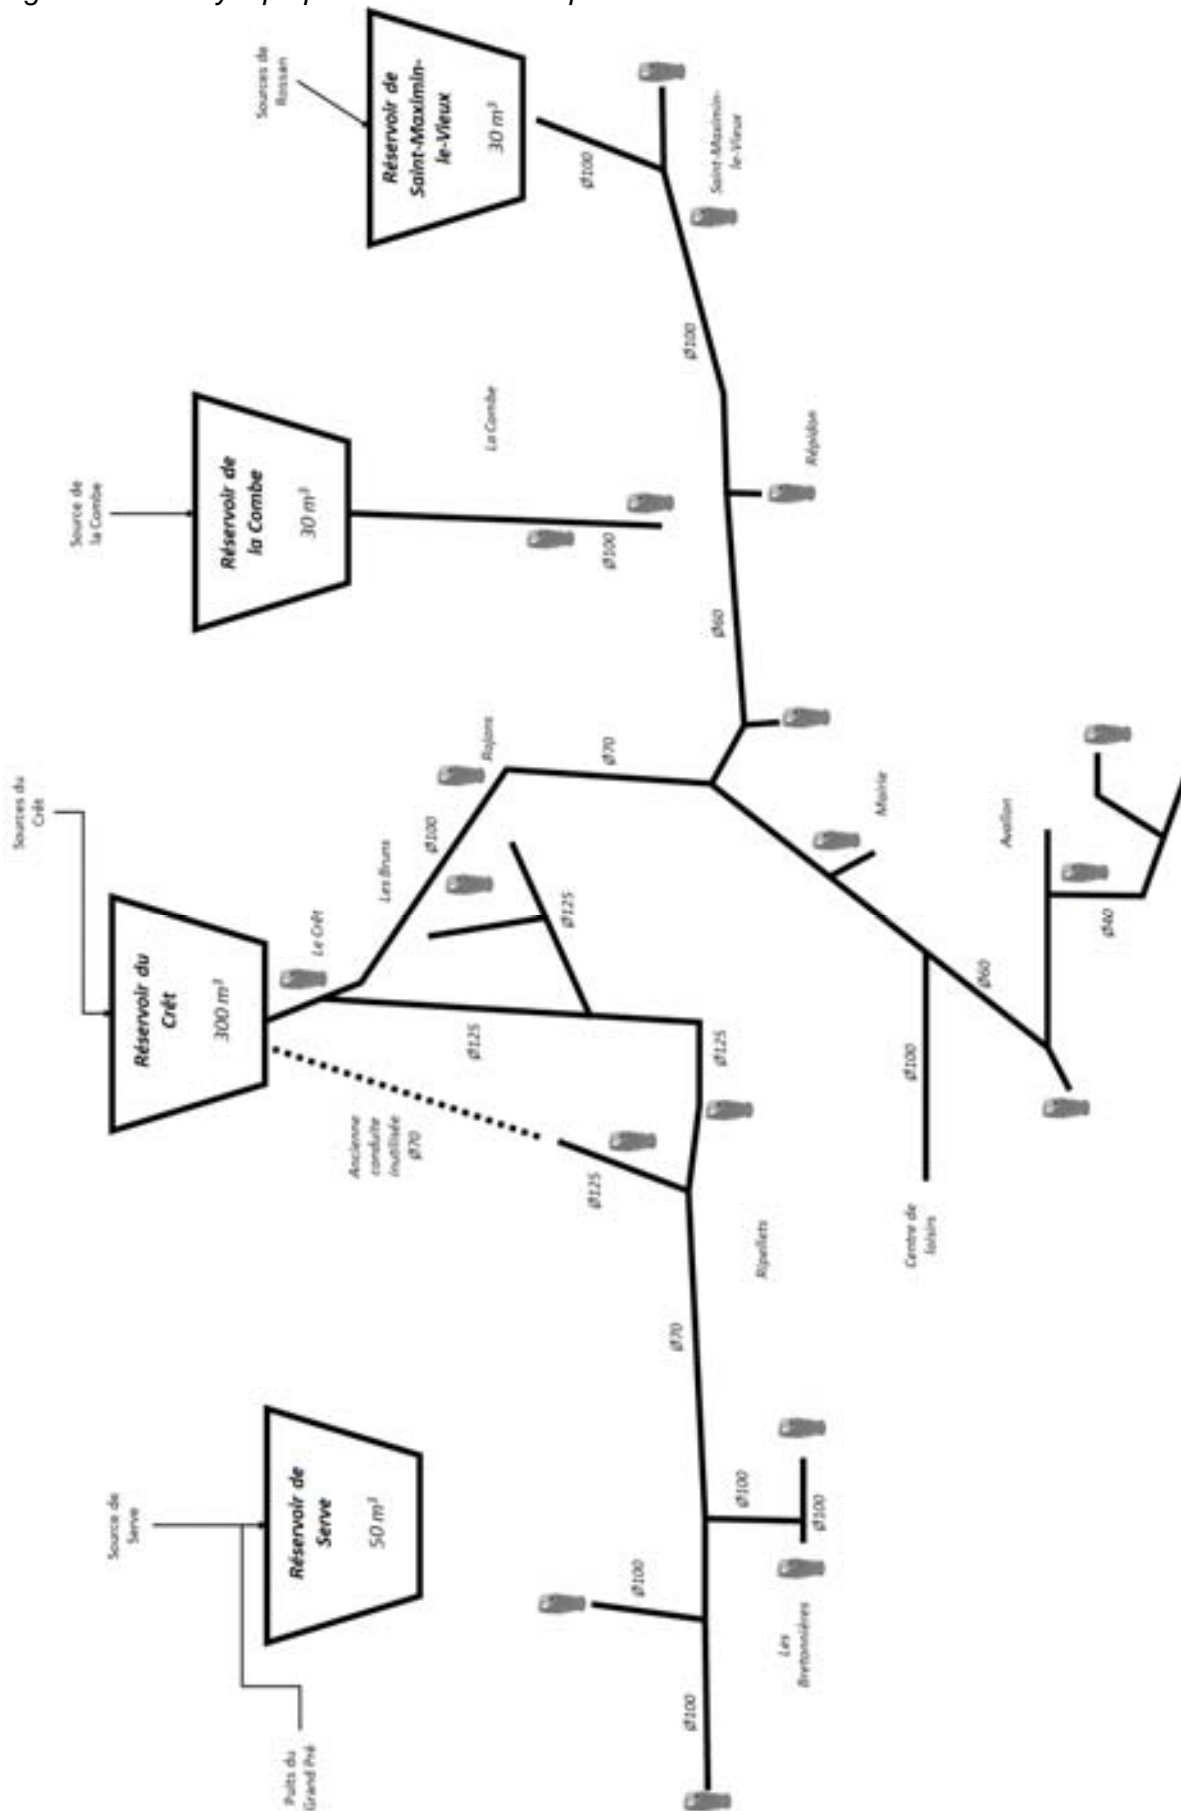 Puits du
Grand Pré
Source de
Serve
Réservoir de
Serve
50 m³
Sources du
Crêt
Réservoir du
Crêt
300 m³
Source de
la Combe
Réservoir de
la Combe
30 m³
Sources de
Rossan
Réservoir de
Saint-Maximin-
le-Vieux
30 m³
Ancienne
conduite
inutilisée
Ø70
Le Crêt
Les Bruns
Ø100
Rojons
La Combe
Ø100
Ø125
Ø125
Ø125
Ø125
Ø70
Ø100
Saint-Maximin-
le-Vieux
Ø100
Ø100
Ø100
Ø70
Ø60
Répidon
Ø100
Ø100
Les
Bretonnières
Ripellets
Mairie
Centre de
loisirs
Ø100
Ø60
Avallon
Ø40